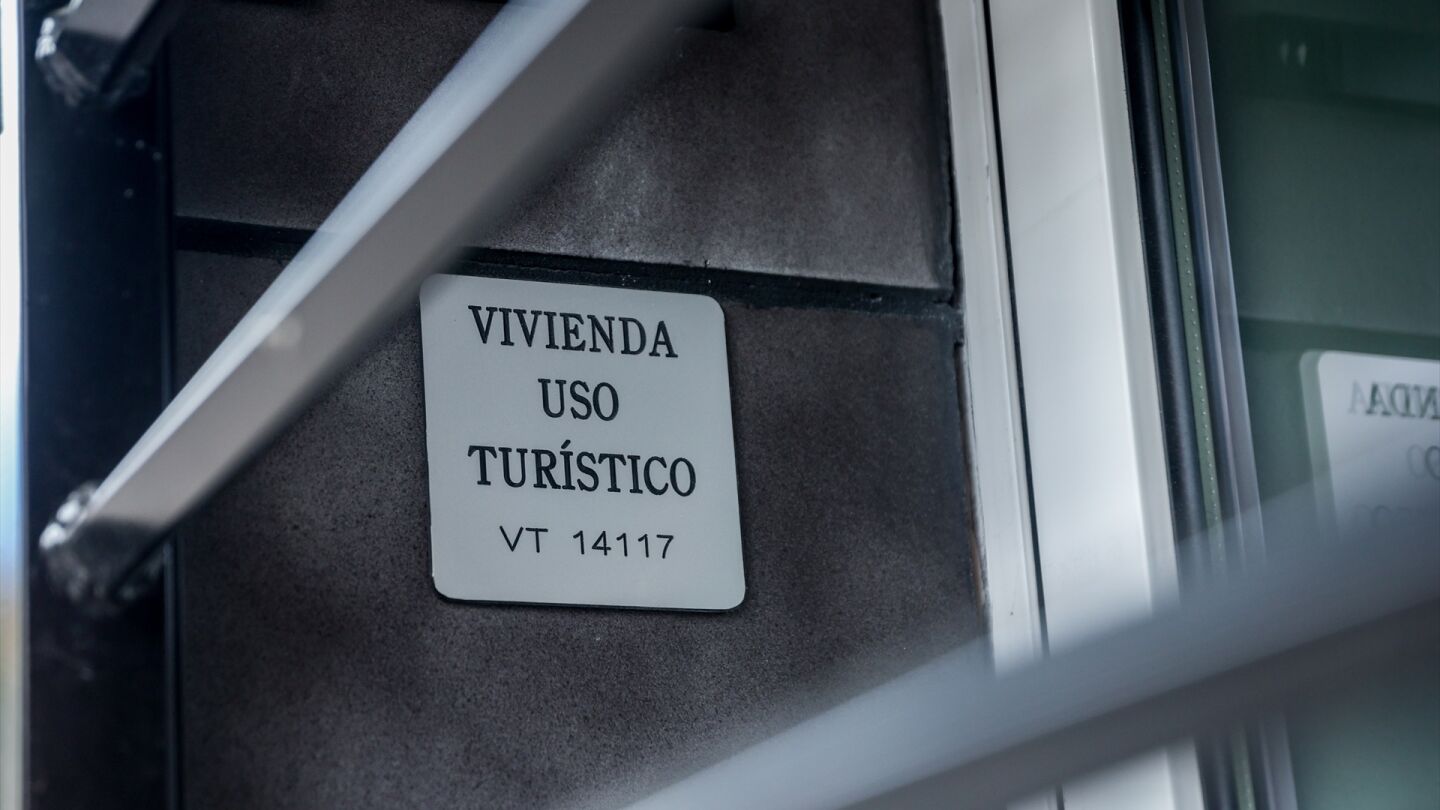 VIVIENDA
USO
TURÍSTICO
VT 14117